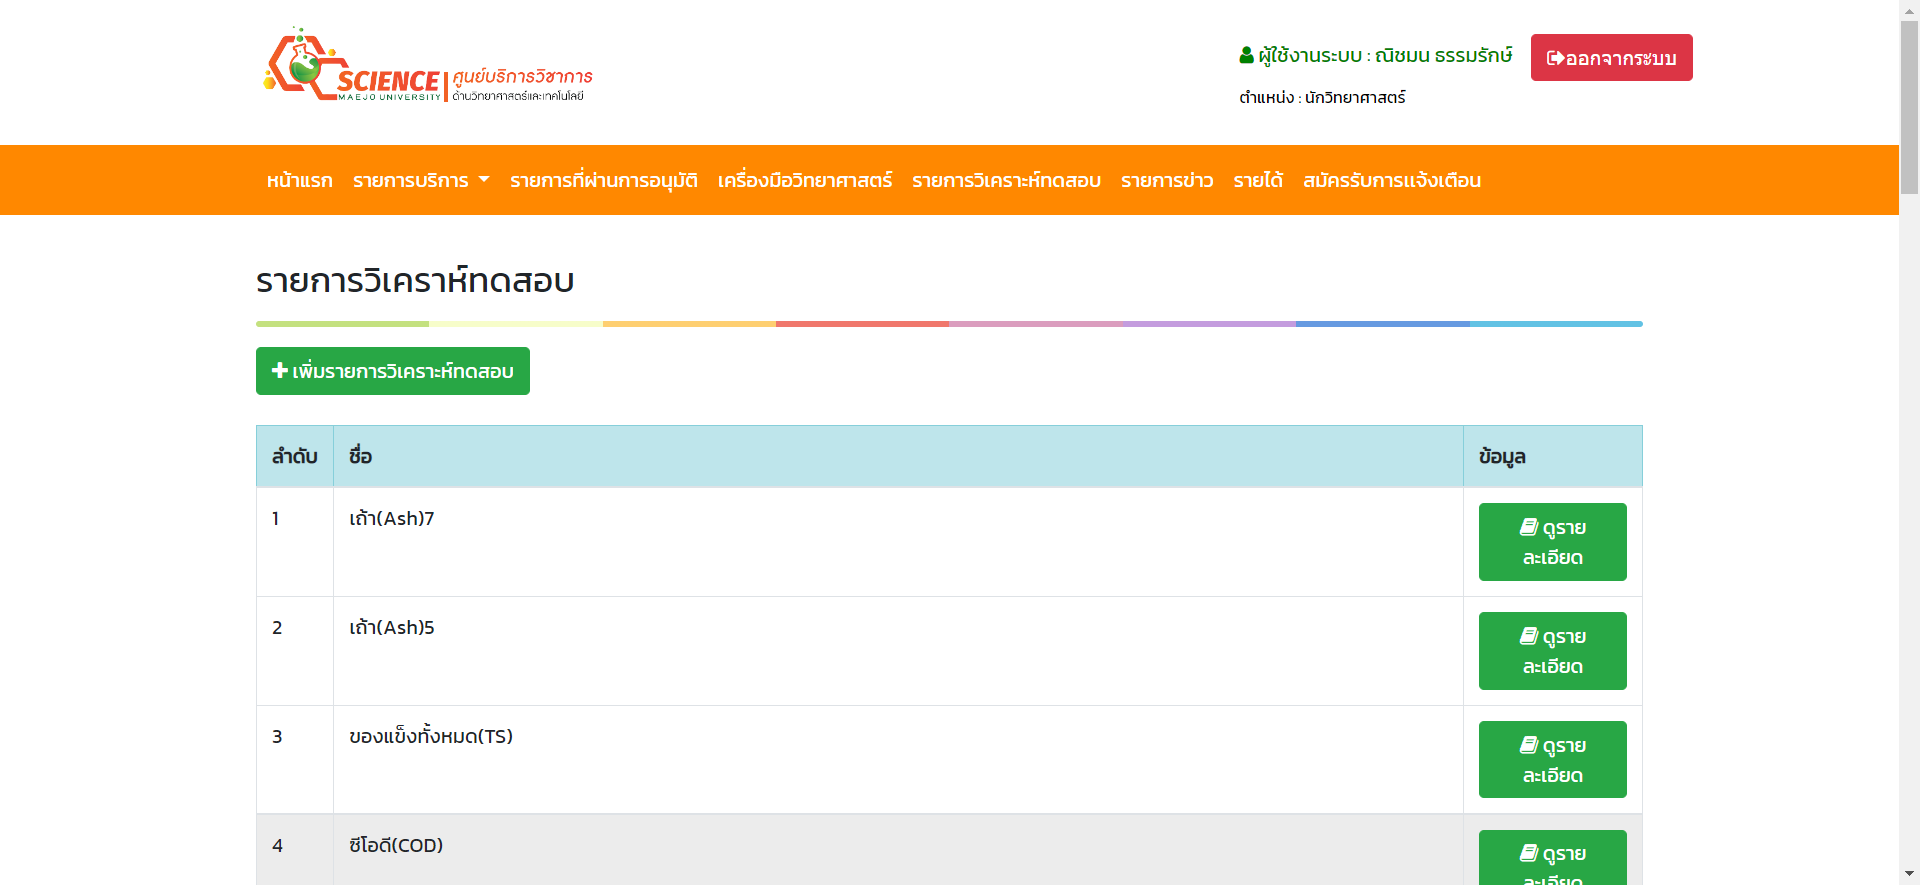 SCIENCE
MAEJO UNIVERSITY
ศูนย์บริการวิชาการ
ด้านวิทยาศาสตร์และเทคโนโลยี
ผู้ใช้งานระบบ : ณิชมน ธรรมรักษ์
ออกจากระบบ
ตำแหน่ง : นักวิทยาศาสตร์
หน้าแรก รายการบริการ รายการที่ผ่านการอนุมัติ เครื่องมือวิทยาศาสตร์ รายการวิเคราะห์ทดสอบ รายการข่าว รายได้ สมัครรับการแจ้งเตือน
รายการวิเคราห์ทดสอบ
เพิ่มรายการวิเคราะห์ทดสอบ
ลำดับ ชื่อ ข้อมูล
1 เถ้า(Ash)7 ดูราย
ละเอียด
2 เถ้า(Ash)5 ดูราย
ละเอียด
3 ของแข็งทั้งหมด(TS) ดูราย
ละเอียด
4 ซีโอดี(COD) ดูราย
ละเอียด